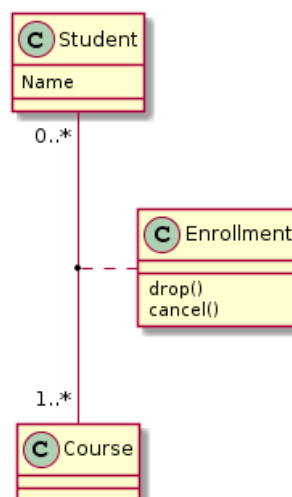 C Student
Name
0..*
C Enrollment
drop()
cancel()
1..*
C Course